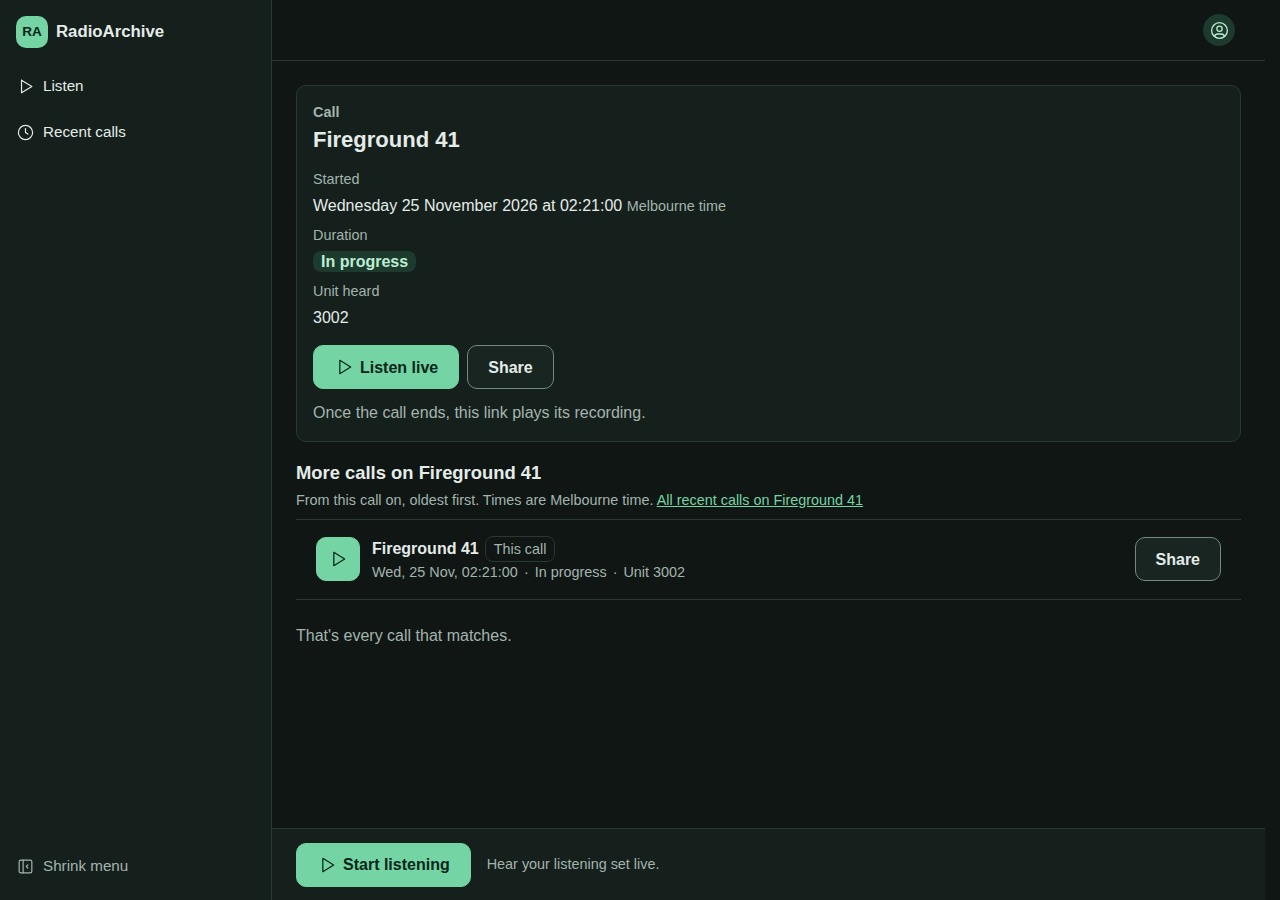 RA RadioArchive
Listen
Recent calls
Shrink menu
Call
Fireground 41
Started
Wednesday 25 November 2026 at 02:21:00 Melbourne time
Duration
In progress
Unit heard
3002
Listen live Share
Once the call ends, this link plays its recording.
More calls on Fireground 41
From this call on, oldest first. Times are Melbourne time. All recent calls on Fireground 41
Fireground 41 This call
Wed, 25 Nov, 02:21:00 · In progress · Unit 3002
Share
That's every call that matches.
Start listening Hear your listening set live.